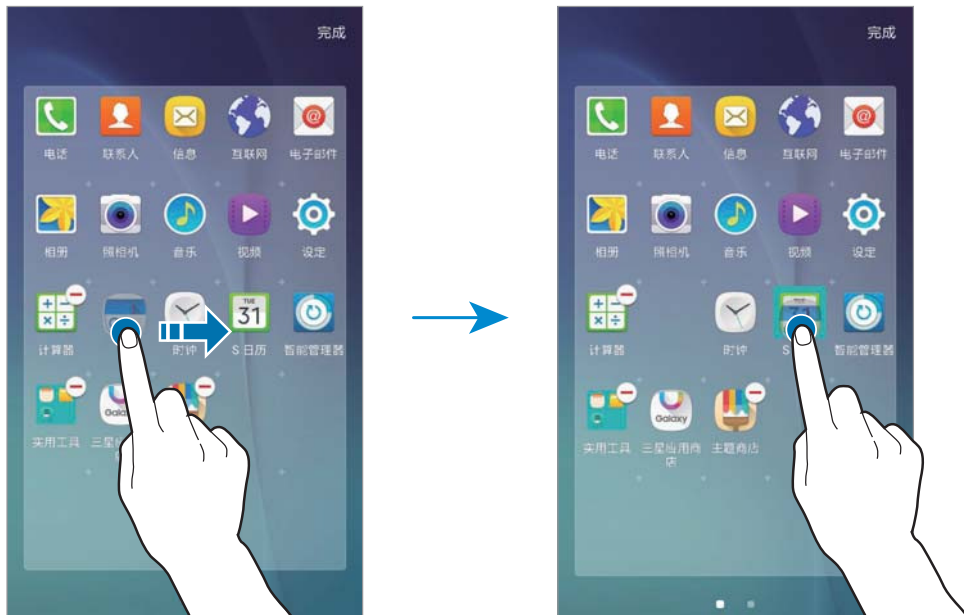 完成
电话 联系人 信息 互联网 电子邮件
相册 照相机 音乐 视频 设定
TUE
31
计算器 时钟 S 日历 智能管理器
实用工具 三星
完成
电话 联系人 信息 互联网 电子邮件
相册 照相机 音乐 视频 设定
计算器 时钟 S 智能管理器
Galaxy
实用工具 三星应用商 主题商店
店